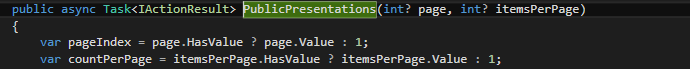 public async Task<IActionResult> PublicPresentations(int? page, int? itemsPerPage)
{
var pageIndex = page.HasValue ? page.Value : 1;
var countPerPage = itemsPerPage.HasValue ? itemsPerPage.Value : 1;